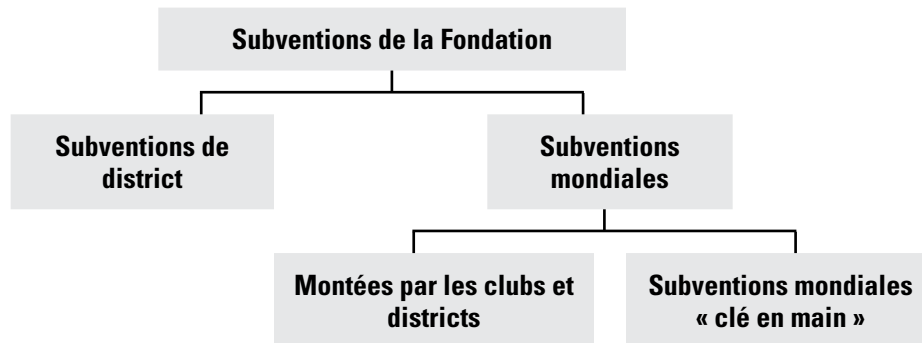 Subventions de la Fondation
Subventions de
district
Subventions
mondiales
Montées par les clubs et
districts
Subventions mondiales
« clé en main »